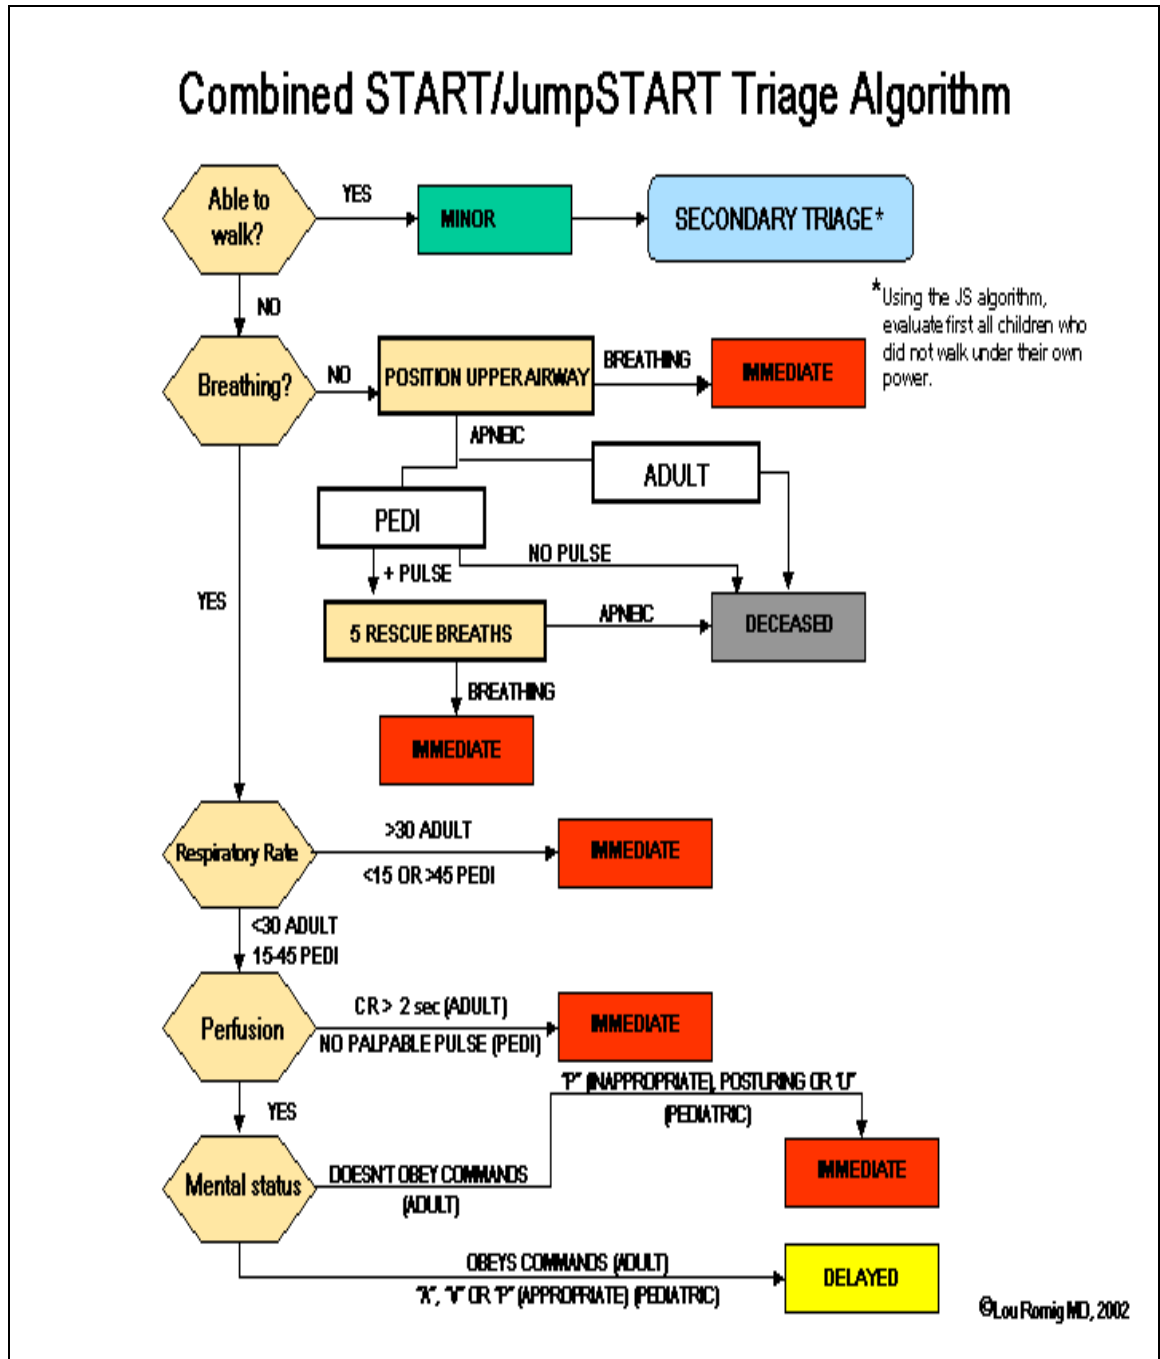 Combined START/JumpSTART Triage Algorithm
Able to
walk?
YES
MINOR
SECONDARY TRIAGE*
*Using the JS algorithm,
evaluate first all children who
did not walk under their own
power.
NO
Breathing?
NO
POSITION UPPER AIRWAY
BREATHING
IMMEDIATE
APNEIC
ADULT
PEDI
NO PULSE
+ PULSE
YES
5 RESCUE BREATHS
APNEIC
DECEASED
BREATHING
IMMEDIATE
Respiratory Rate
>30 ADULT
<15 OR >45 PEDI
IMMEDIATE
<30 ADULT
15-45 PEDI
Perfusion
CR > 2 sec (ADULT)
NO PALPABLE PULSE (PEDI)
IMMEDIATE
"P" (INAPPROPRIATE), POSTURING OR "U"
(PEDIATRIC)
YES
Mental status
DOESN'T OBEY COMMANDS
(ADULT)
IMMEDIATE
OBEYS COMMANDS (ADULT)
"A", "V" OR "P" (APPROPRIATE) (PEDIATRIC)
DELAYED
©Lou Romig MD, 2002